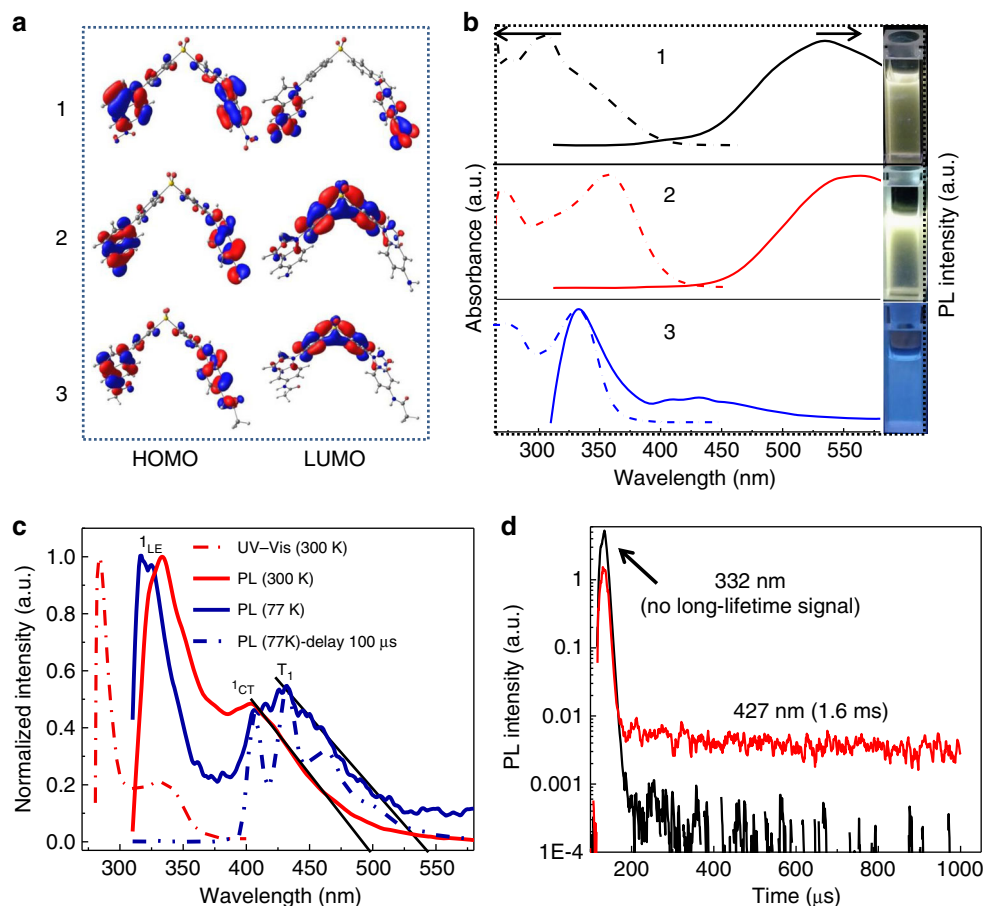 a
1
2
3
HOMO
LUMO
b
1
2
3
Absorbance (a.u.)
PL intensity (a.u.)
300
350
400
450
500
550
Wavelength (nm)
c
1LE
UV–Vis (300 K)
PL (300 K)
PL (77 K)
PL (77K)-delay 100 μs
1CT
T1
Normalized intensity (a.u.)
1.0
0.8
0.6
0.4
0.2
0.0
300
350
400
450
500
550
Wavelength (nm)
d
332 nm
(no long-lifetime signal)
427 nm (1.6 ms)
PL intensity (a.u.)
1
0.1
0.01
0.001
1E-4
200
400
600
800
1000
Time (μs)